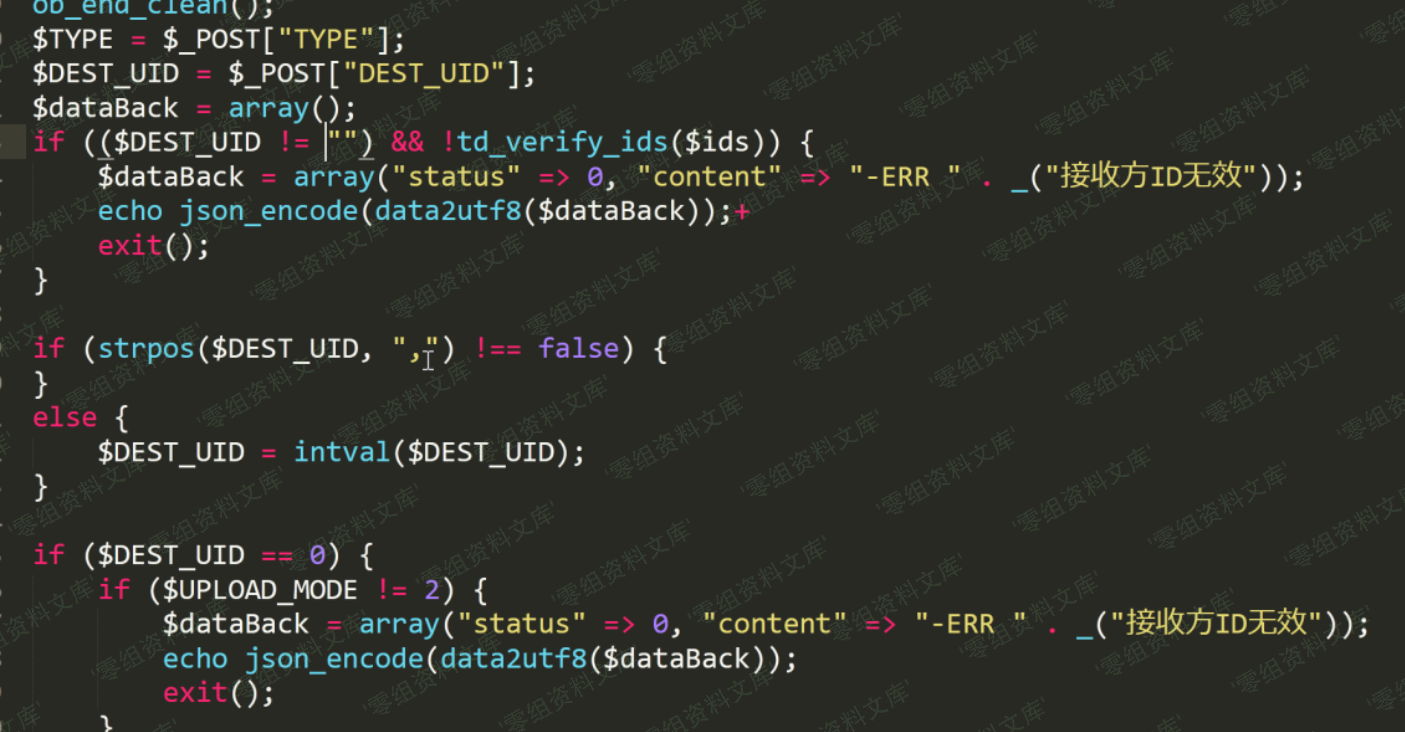 ob_end_clean();
$TYPE = $_POST["TYPE"];
$DEST_UID = $_POST["DEST_UID"];
$dataBack = array();
if (($DEST_UID != "") && !td_verify_ids($ids)) {
    $dataBack = array("status" => 0, "content" => "-ERR " . _("接收方ID无效"));
    echo json_encode(data2utf8($dataBack));+
    exit();
}
if (strpos($DEST_UID, ",") !== false) {
}
else {
    $DEST_UID = intval($DEST_UID);
}
if ($DEST_UID == 0) {
    if ($UPLOAD_MODE != 2) {
        $dataBack = array("status" => 0, "content" => "-ERR " . _("接收方ID无效"));
        echo json_encode(data2utf8($dataBack));
        exit();
    }
'零组资料文库'